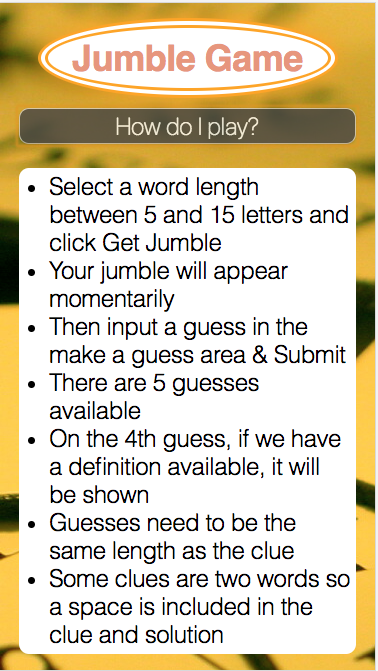 Jumble Game
How do I play?
• Select a word length
between 5 and 15 letters and
click Get Jumble
• Your jumble will appear
momentarily
• Then input a guess in the
make a guess area & Submit
• There are 5 guesses
available
• On the 4th guess, if we have
a definition available, it will
be shown
• Guesses need to be the
same length as the clue
• Some clues are two words so
a space is included in the
clue and solution